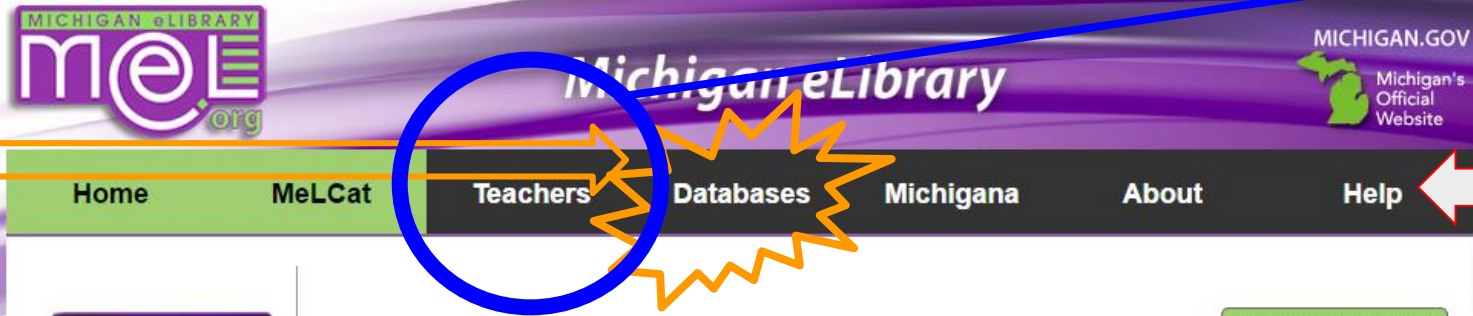 MICHIGAN eLIBRARY
meL
.org
Michigan eLibrary
MICHIGAN.GOV
Michigan's
Official
Website
Home MeLCat Teachers Databases Michigana About Help